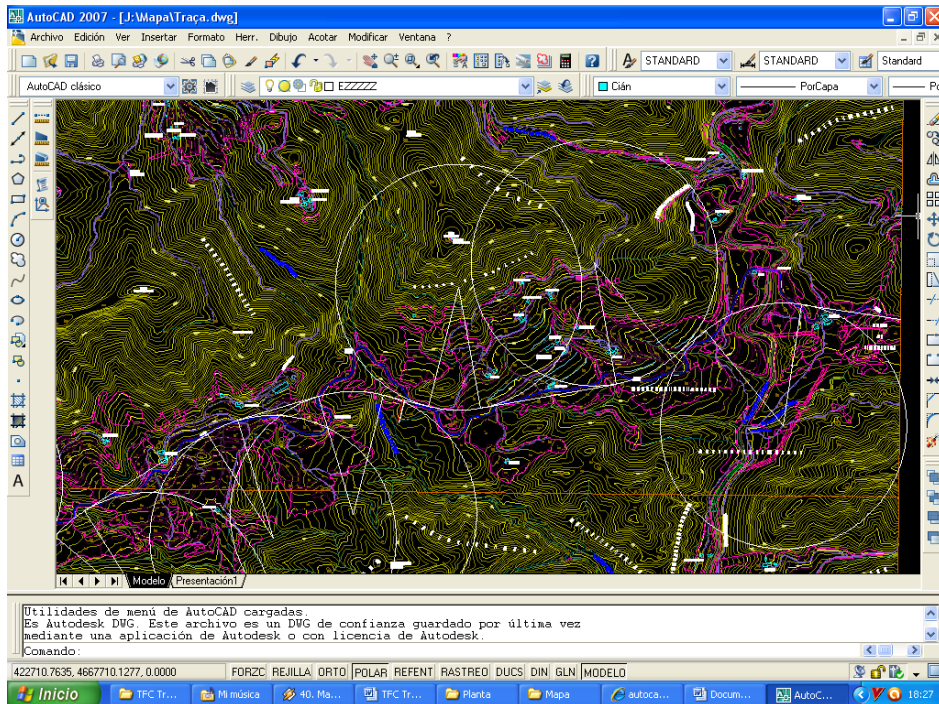 AutoCAD 2007 - [J:\Mapa\Traça.dwg]
Archivo Edición Ver Insertar Formato Herr. Dibujo Acotar Modificar Ventana ?
STANDARD STANDARD Standard
AutoCAD clásico EZZZZZ Cián PorCapa
A
Modelo Presentación1
Utilidades de menú de AutoCAD cargadas.
Es Autodesk DWG. Este archivo es un DWG de confianza guardado por última vez
mediante una aplicación de Autodesk o con licencia de Autodesk.
Comando:
422710.7635, 4667710.1277, 0.0000 FORZC REJILLA ORTO POLAR REFENT RASTREO DUCS DIN GLN MODELO
Inicio TFC Tr... Mi música 40. Ma... TFC Tr... Planta Mapa autoca... Docum... AutoC... 18:27